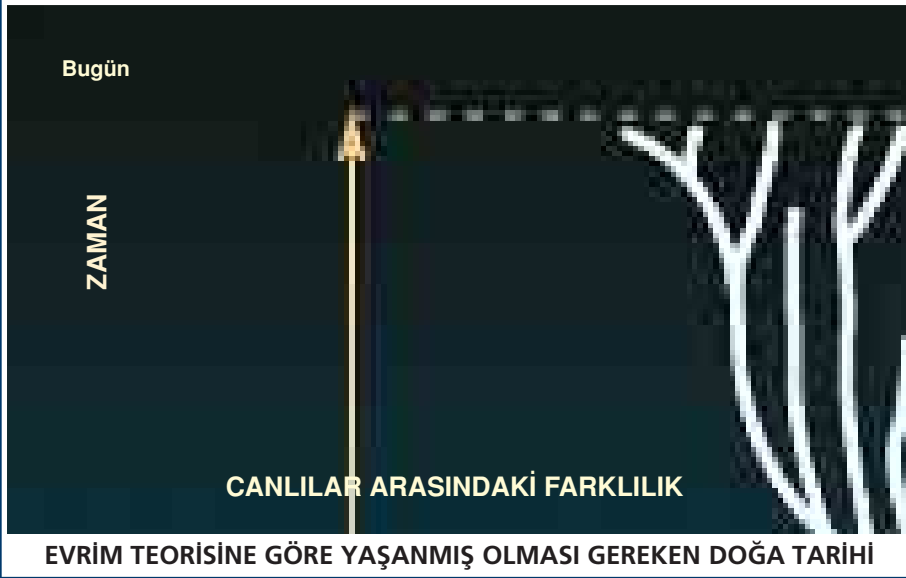 Bugün
ZAMAN
CANLILAR ARASINDAKİ FARKLILIK
EVRİM TEORİSİNE GÖRE YAŞANMIŞ OLMASI GEREKEN DOĞA TARİHİ